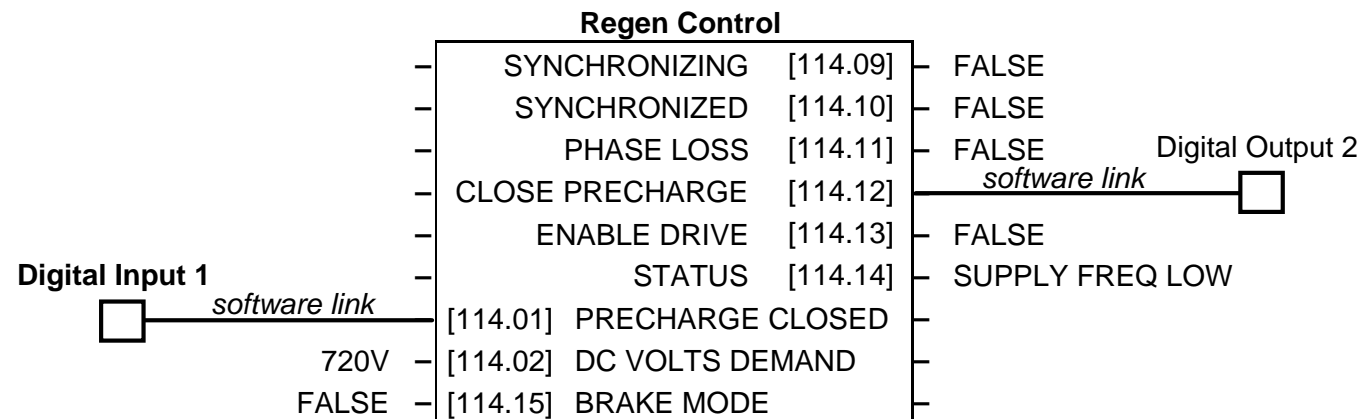 Regen Control
SYNCHRONIZING [114.09] FALSE
SYNCHRONIZED [114.10] FALSE
PHASE LOSS [114.11] FALSE Digital Output 2
CLOSE PRECHARGE [114.12] software link
ENABLE DRIVE [114.13] FALSE
Digital Input 1 STATUS [114.14] SUPPLY FREQ LOW
software link [114.01] PRECHARGE CLOSED
720V [114.02] DC VOLTS DEMAND
FALSE [114.15] BRAKE MODE